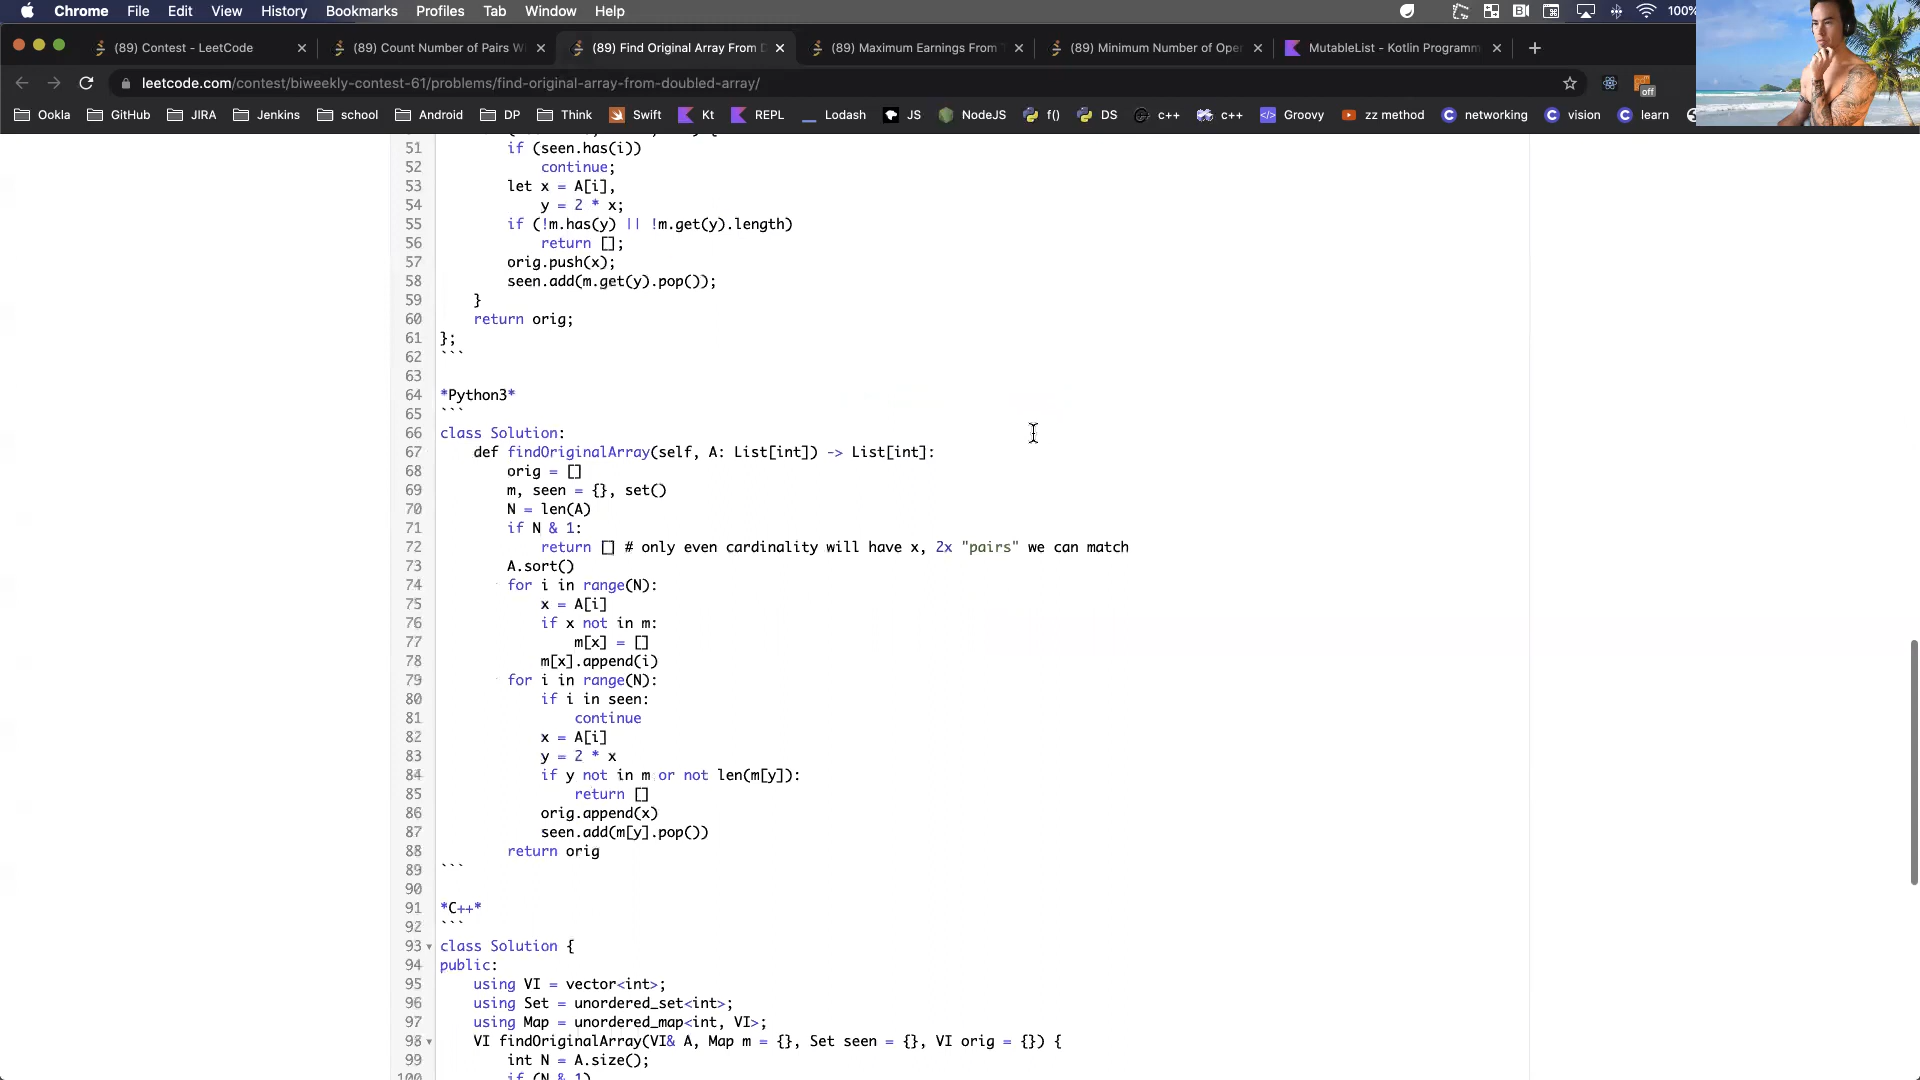 Chrome File Edit View History Bookmarks Profiles Tab Window Help 100%
(89) Contest - LeetCode (89) Count Number of Pairs W (89) Find Original Array From D (89) Maximum Earnings From T (89) Minimum Number of Oper MutableList - Kotlin Programm
leetcode.com/contest/biweekly-contest-61/problems/find-original-array-from-doubled-array/ off
Ookla GitHub JIRA Jenkins school Android DP Think Swift Kt REPL Lodash JS NodeJS f() DS c++ c++ Groovy zz method networking vision learn
51 if (seen.has(i))
52 continue;
53 let x = A[i],
54 y = 2 * x;
55 if (!m.has(y) || !m.get(y).length)
56 return [];
57 orig.push(x);
58 seen.add(m.get(y).pop());
59 }
60 return orig;
61 };
62 ```
63
64 *Python3*
65 ```
66 class Solution:
67 def findOriginalArray(self, A: List[int]) -> List[int]:
68 orig = []
69 m, seen = {}, set()
70 N = len(A)
71 if N & 1:
72 return [] # only even cardinality will have x, 2x "pairs" we can match
73 A.sort()
74 for i in range(N):
75 x = A[i]
76 if x not in m:
77 m[x] = []
78 m[x].append(i)
79 for i in range(N):
80 if i in seen:
81 continue
82 x = A[i]
83 y = 2 * x
84 if y not in m or not len(m[y]):
85 return []
86 orig.append(x)
87 seen.add(m[y].pop())
88 return orig
89 ```
90
91 *C++*
92 ```
93 class Solution {
94 public:
95 using VI = vector<int>;
96 using Set = unordered_set<int>;
97 using Map = unordered_map<int, VI>;
98 VI findOriginalArray(VI& A, Map m = {}, Set seen = {}, VI orig = {}) {
99 int N = A.size();
100 if (N & 1)